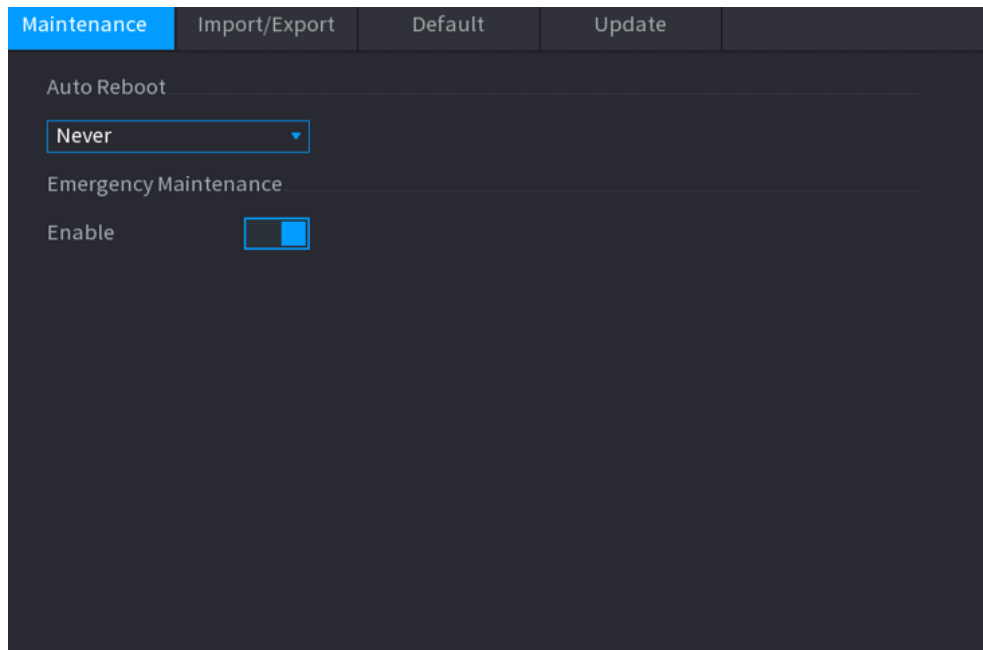 Maintenance Import/Export Default Update
Auto Reboot
Never
Emergency Maintenance
Enable